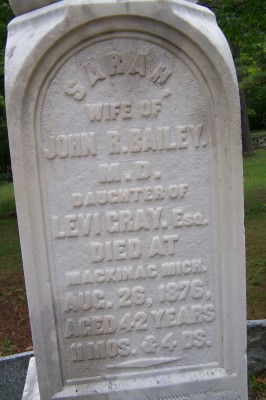 SARAH,
WIFE OF
JOHN R. BAILEY.
M.D.
DAUGHTER OF
LEVI GRAY, Esq.
DIED AT
MACKINAC MICH.
AUG. 26, 1876,
AGED 42 YEARS
11 MOS. & 4 DS.